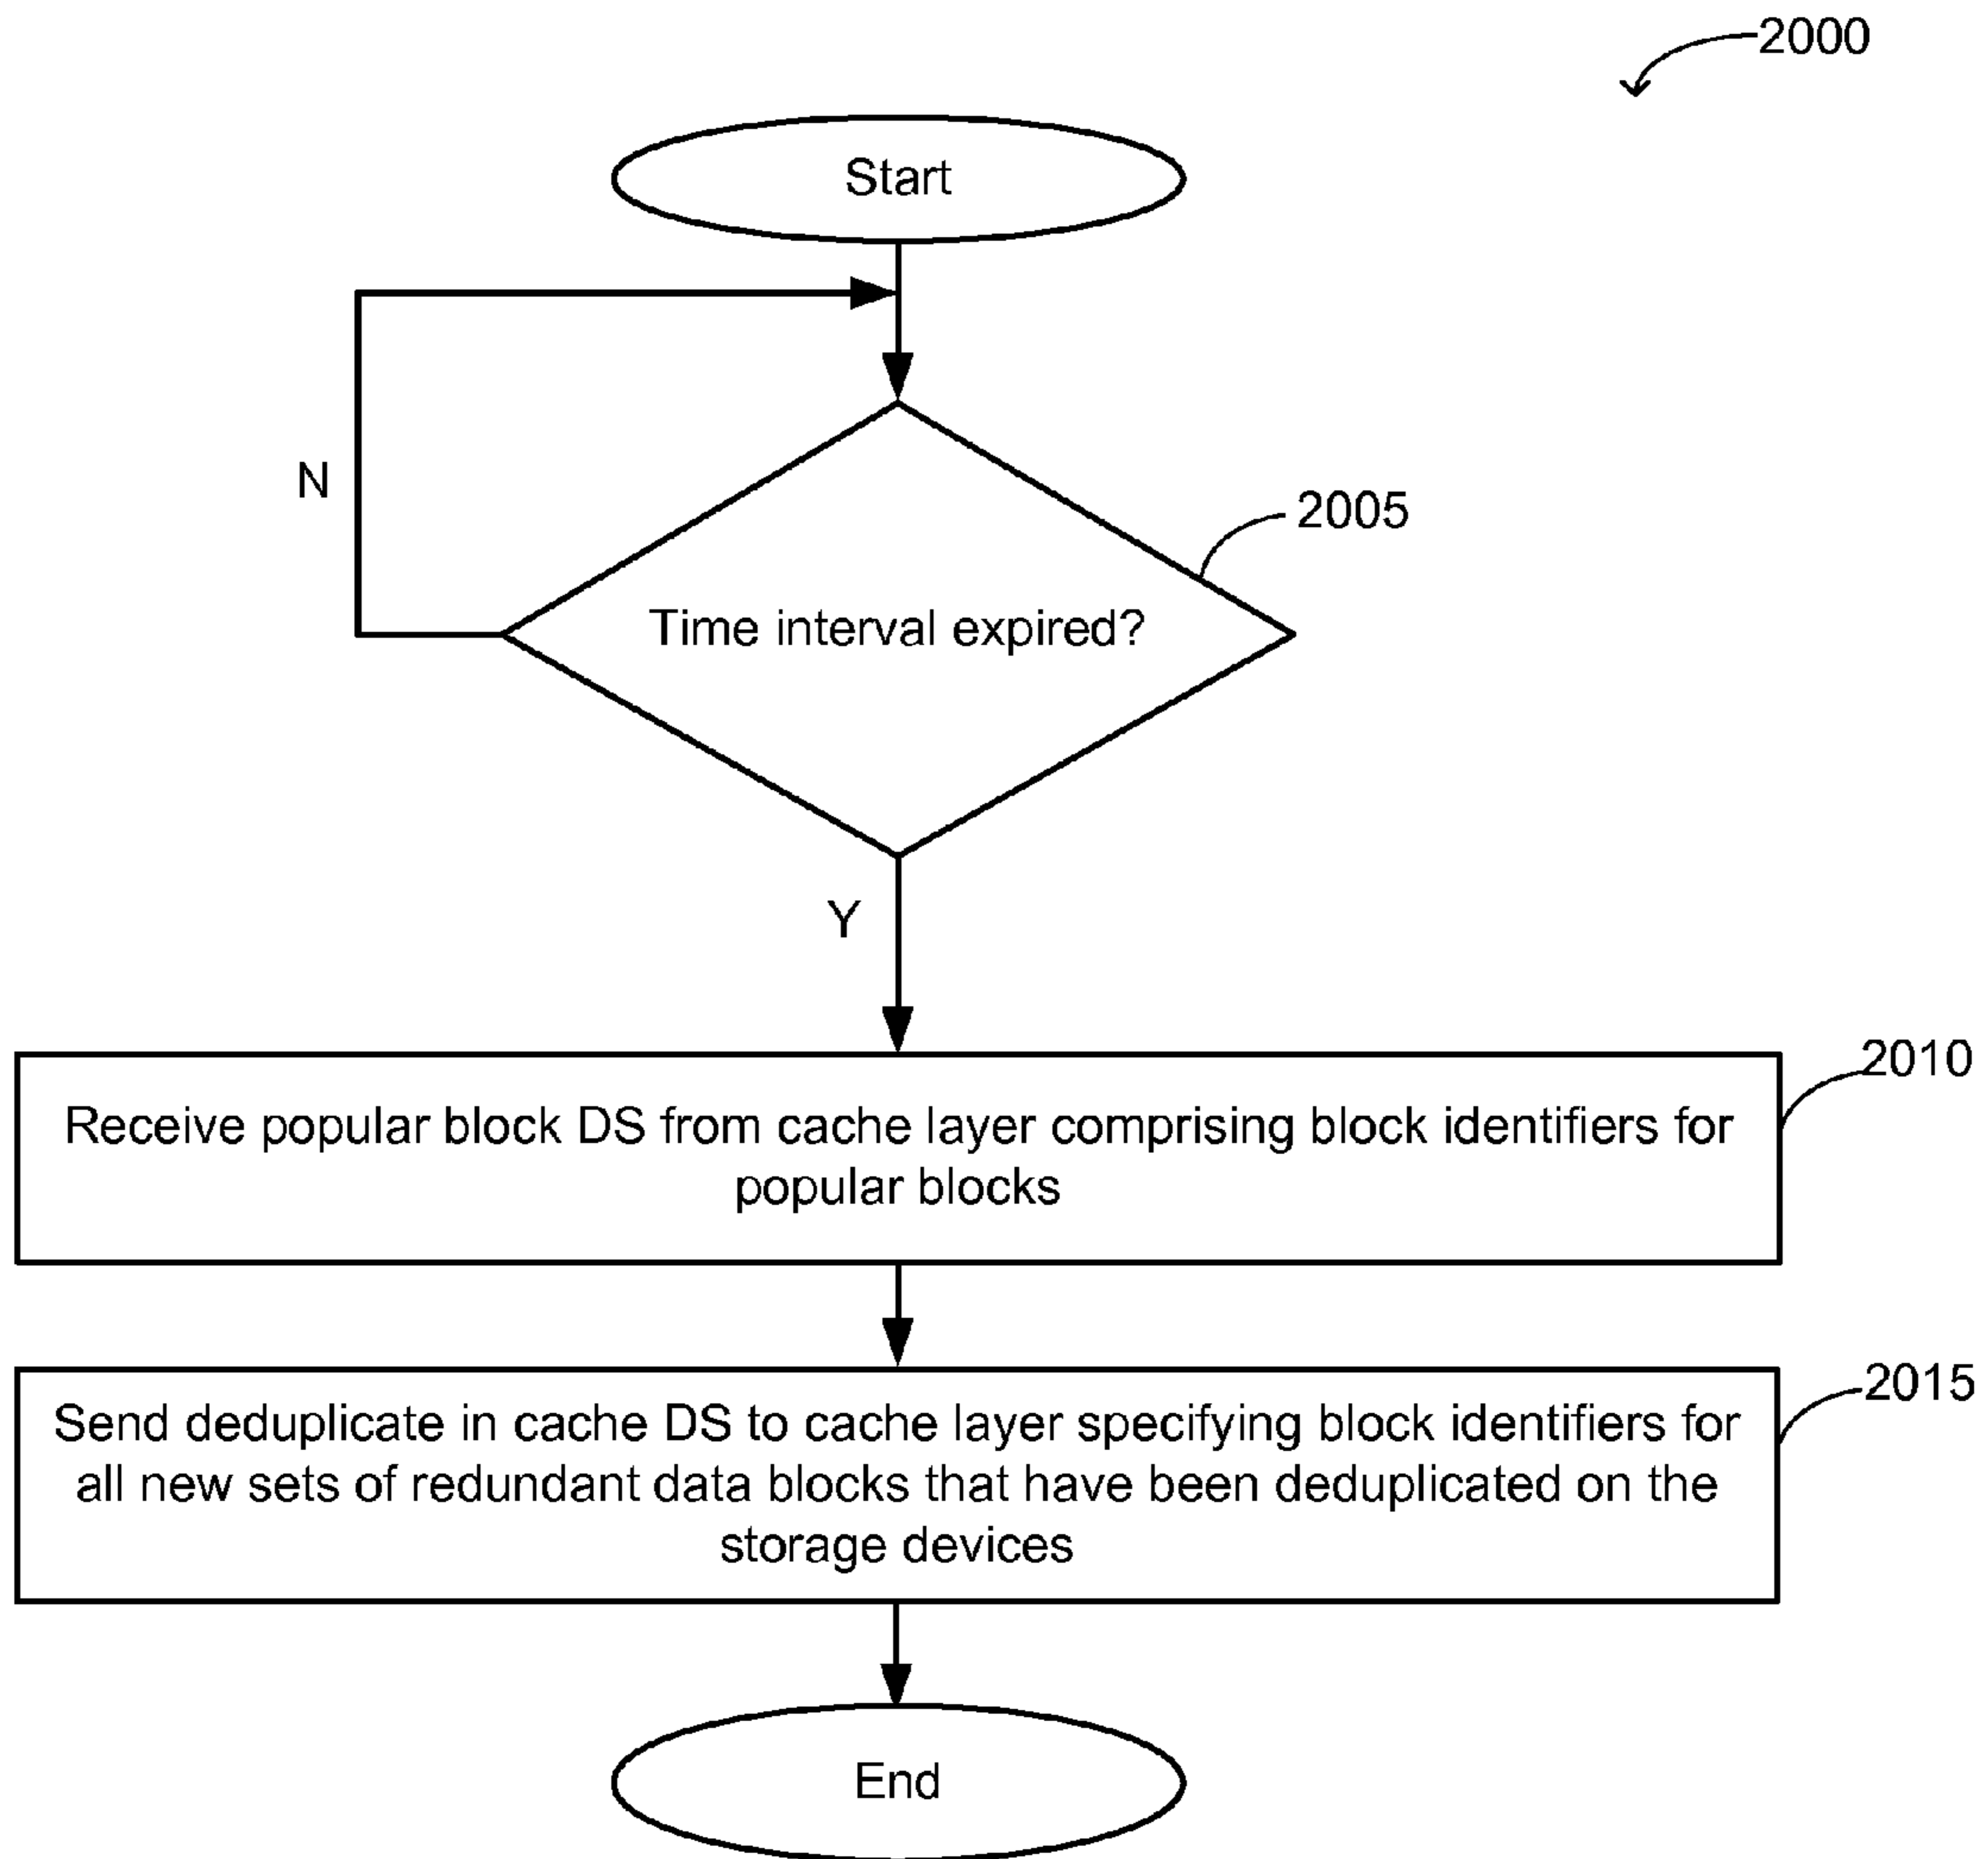 2000
Start
N
2005
Time interval expired?
Y
2010
Receive popular block DS from cache layer comprising block identifiers for
popular blocks
2015
Send deduplicate in cache DS to cache layer specifying block identifiers for
all new sets of redundant data blocks that have been deduplicated on the
storage devices
End